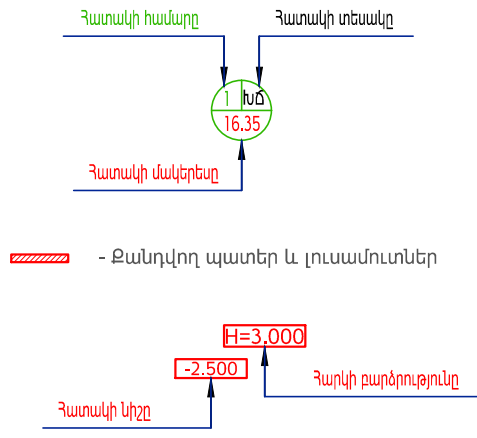 Հատակի համարը Հատակի տեսակը
1 ԽՃ
16.35
Հատակի մակերեսը
- Քանդվող պատեր և լուսամուտներ
H=3.000
-2.500
Հարկի բարձրությունը
Հատակի նիշը